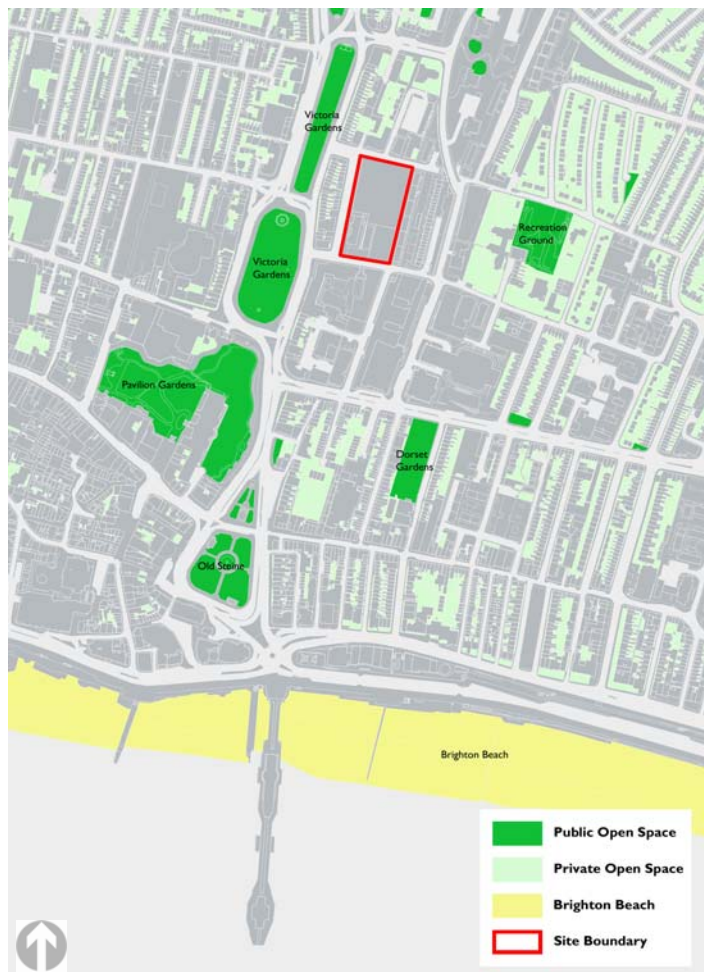 Victoria
Gardens
Recreation
Ground
Victoria
Gardens
Pavilion Gardens
Dorset
Gardens
Old Steine
Brighton Beach
Public Open Space
Private Open Space
Brighton Beach
Site Boundary